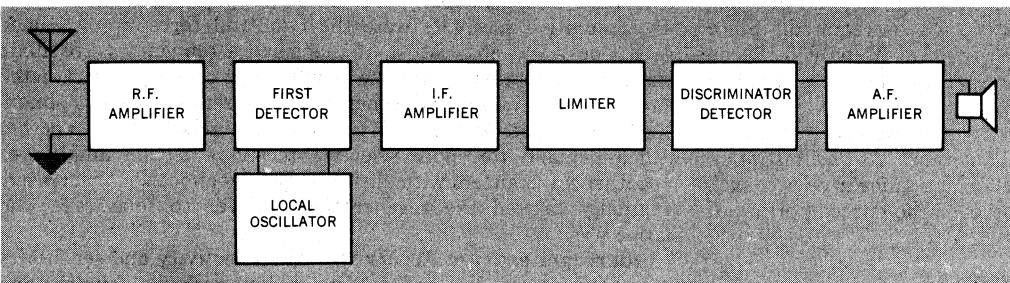 R.F.
AMPLIFIER
FIRST
DETECTOR
I.F.
AMPLIFIER
LIMITER
DISCRIMINATOR
DETECTOR
A.F.
AMPLIFIER
LOCAL
OSCILLATOR